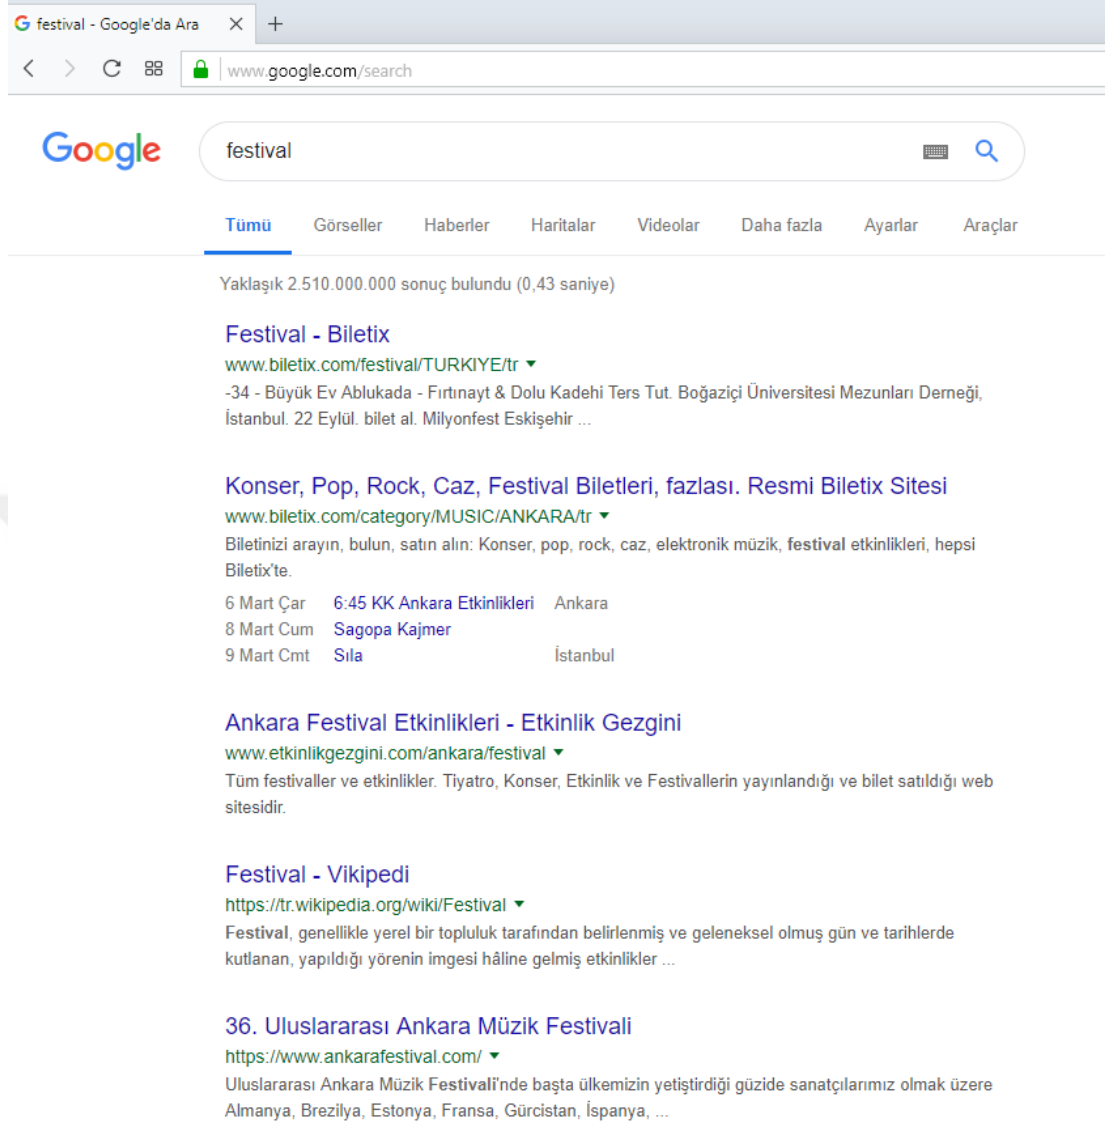 festival - Google'da Ara
www.google.com/search
Google
festival
Tümü Görseller Haberler Haritalar Videolar Daha fazla Ayarlar Araçlar
Yaklaşık 2.510.000.000 sonuç bulundu (0,43 saniye)
Festival - Biletix
www.biletix.com/festival/TURKIYE/tr
-34 - Büyük Ev Ablukada - Fırtınayt & Dolu Kadehi Ters Tut. Boğaziçi Üniversitesi Mezunları Derneği,
İstanbul. 22 Eylül. bilet al. Milyonfest Eskişehir ...
Konser, Pop, Rock, Caz, Festival Biletleri, fazlası. Resmi Biletix Sitesi
www.biletix.com/category/MUSIC/ANKARA/tr
Biletinizi arayın, bulun, satın alın: Konser, pop, rock, caz, elektronik müzik, festival etkinlikleri, hepsi
Biletix'te.
6 Mart Çar 6:45 KK Ankara Etkinlikleri Ankara
8 Mart Cum Sagopa Kajmer
9 Mart Cmt Sıla İstanbul
Ankara Festival Etkinlikleri - Etkinlik Gezgini
www.etkinlikgezgini.com/ankara/festival
Tüm festivaller ve etkinlikler. Tiyatro, Konser, Etkinlik ve Festivallerin yayınlandığı ve bilet satıldığı web
sitesidir.
Festival - Vikipedi
https://tr.wikipedia.org/wiki/Festival
Festival, genellikle yerel bir topluluk tarafından belirlenmiş ve geleneksel olmuş gün ve tarihlerde
kutlanan, yapıldığı yörenin imgesi hâline gelmiş etkinlikler ...
36. Uluslararası Ankara Müzik Festivali
https://www.ankarafestival.com/
Uluslararası Ankara Müzik Festivali'nde başta ülkemizin yetiştirdiği güzide sanatçılarımız olmak üzere
Almanya, Brezilya, Estonya, Fransa, Gürcistan, İspanya, ...